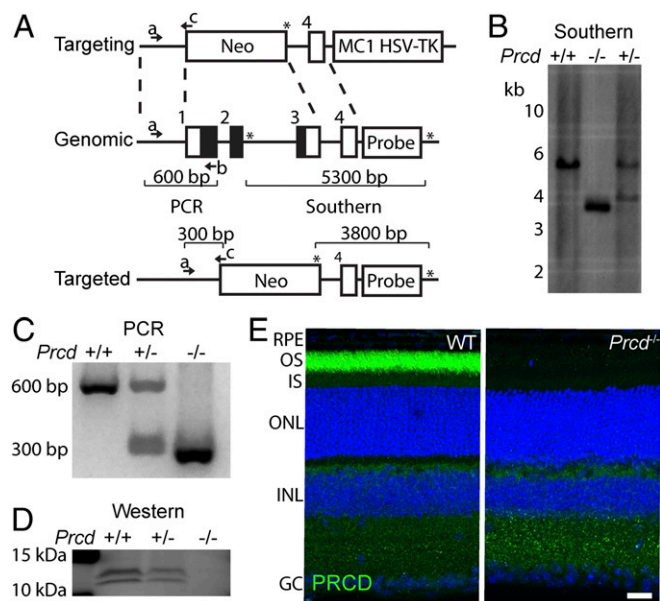 A
Targeting
a
c
Neo
*
4
MC1 HSV-TK
Genomic
a
1
2
*
3
4
Probe
*
b
600 bp
5300 bp
PCR
Southern
300 bp
3800 bp
Targeted
a
c
Neo
*
4
Probe
*
B
Southern
Prcd +/+ -/- +/-
kb
10
6
4
3
2
C
PCR
Prcd +/+ +/- -/-
600 bp
300 bp
D
Western
Prcd +/+ +/- -/-
15 kDa
10 kDa
E
WT
Prcd-/-
RPE
OS
IS
ONL
INL
GC
PRCD